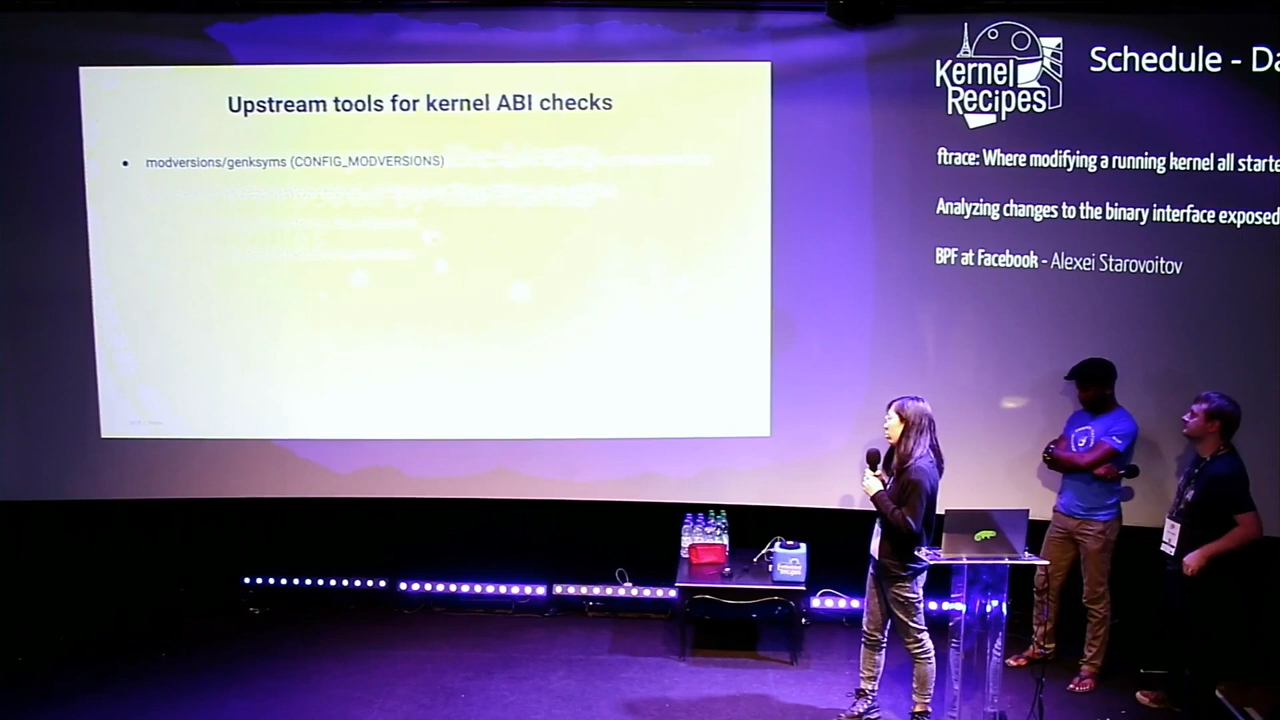 Upstream tools for kernel ABI checks
• modversions/genksyms (CONFIG_MODVERSIONS)
Kernel
Recipes
Schedule - Da
ftrace: Where modifying a running kernel all starte
Analyzing changes to the binary interface exposed
BPF at Facebook - Alexei Starovoitov